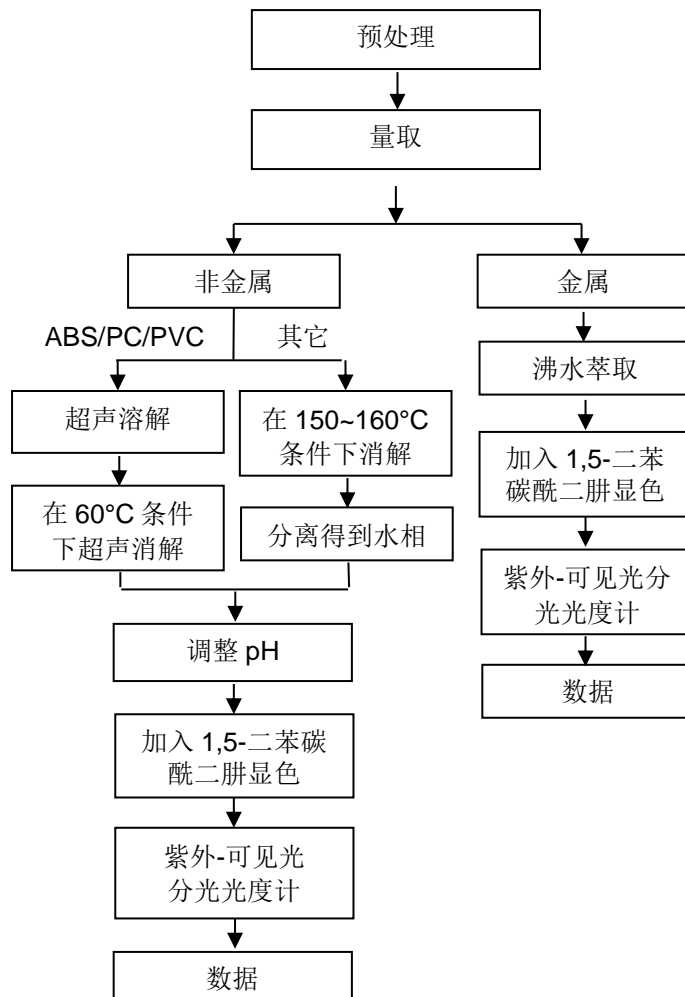 预处理
量取
非金属
金属
ABS/PC/PVC
其它
沸水萃取
超声溶解
在 150~160°C
条件下消解
加入 1,5-二苯
碳酰二肼显色
在 60°C 条件
下超声消解
分离得到水相
紫外-可见光分
光光度计
调整 pH
数据
加入 1,5-二苯碳
酰二肼显色
紫外-可见光
分光光度计
数据